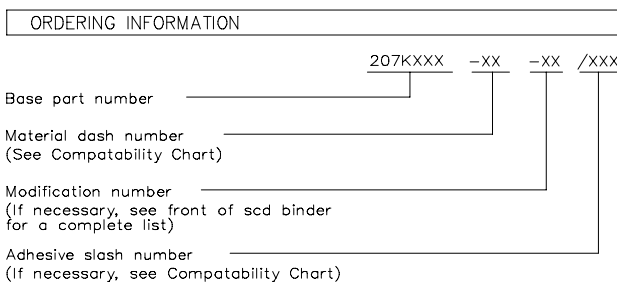 ORDERING INFORMATION
207KXXX -XX -XX /XXX
Base part number
Material dash number
(See Compatability Chart)
Modification number
(If necessary, see front of scd binder
for a complete list)
Adhesive slash number
(If necessary, see Compatability Chart)